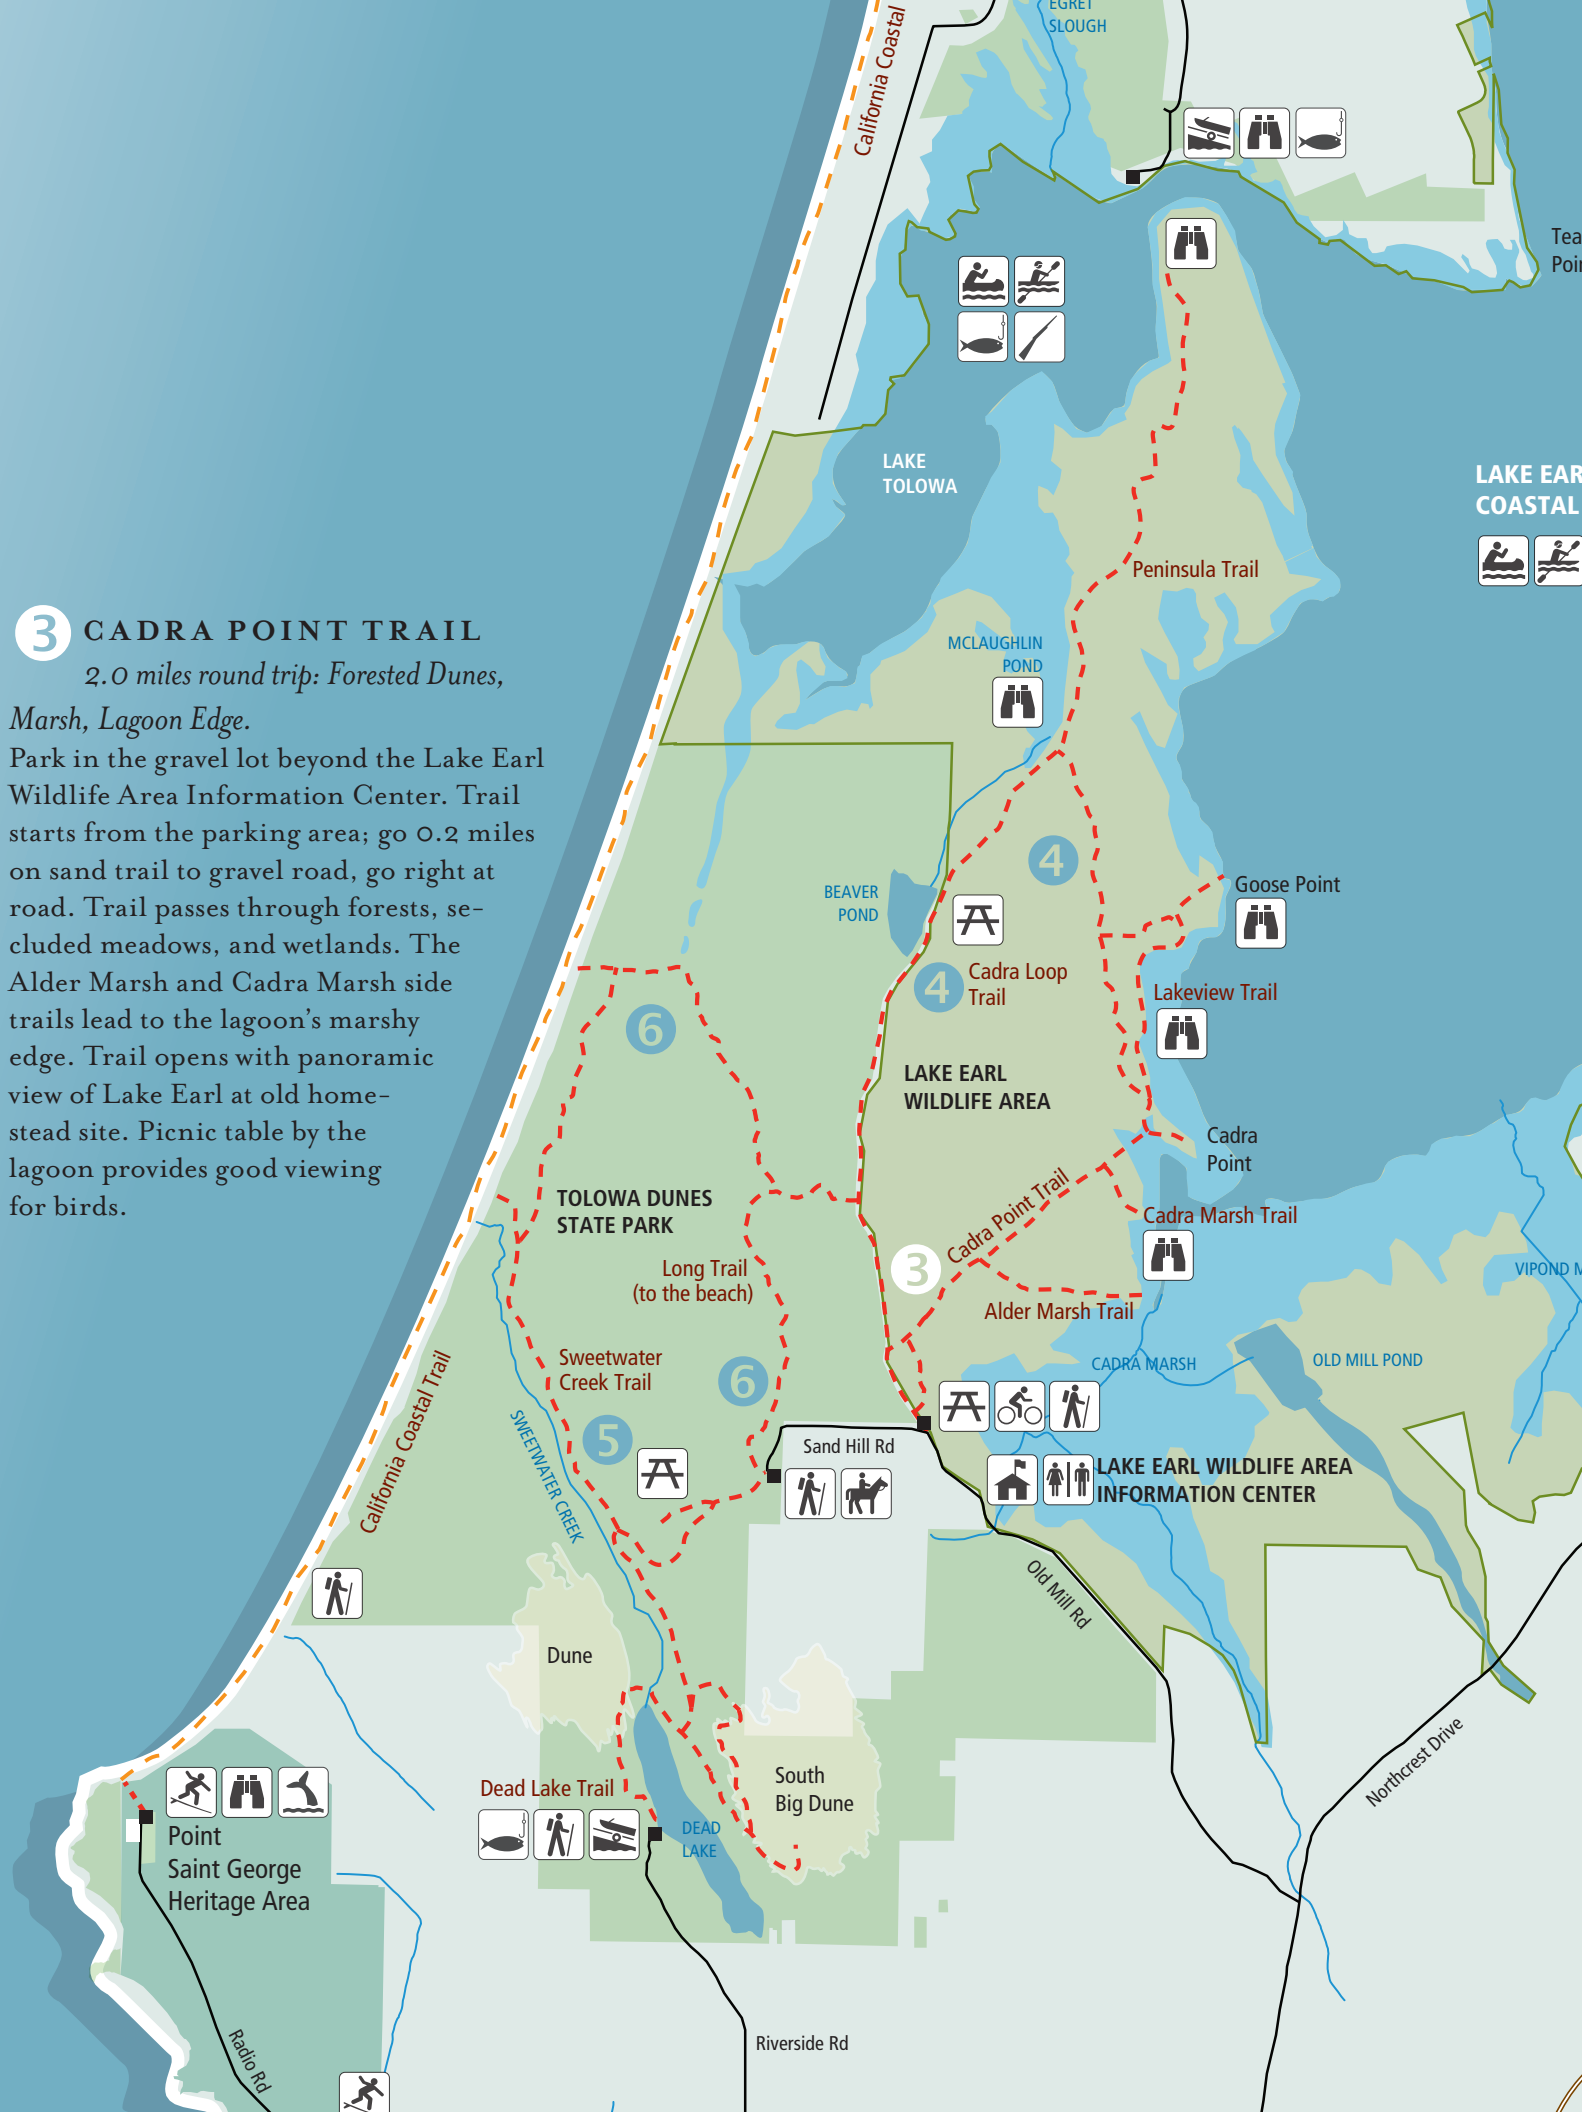 EGRET
SLOUGH
California Coastal
LAKE
TOLOWA
LAKE EAR
COASTAL
Peninsula Trail
MCLAUGHLIN
POND
3 CADRA POINT TRAIL
2.0 miles round trip: Forested Dunes,
Marsh, Lagoon Edge.
Park in the gravel lot beyond the Lake Earl
Wildlife Area Information Center. Trail
starts from the parking area; go 0.2 miles
on sand trail to gravel road, go right at
road. Trail passes through forests, se-
cluded meadows, and wetlands. The
Alder Marsh and Cadra Marsh side
trails lead to the lagoon's marshy
edge. Trail opens with panoramic
view of Lake Earl at old home-
stead site. Picnic table by the
lagoon provides good viewing
for birds.
4
BEAVER
POND
Goose Point
4
Cadra Loop
Trail
Lakeview Trail
6
LAKE EARL
WILDLIFE AREA
Cadra
Point
TOLOWA DUNES
STATE PARK
Cadra Point Trail
Cadra Marsh Trail
3
Long Trail
(to the beach)
Alder Marsh Trail
VIPOND
Sweetwater
Creek Trail
6
CADRA MARSH
OLD MILL POND
5
California Coastal Trail
SWEETWATER CREEK
Sand Hill Rd
LAKE EARL WILDLIFE AREA
INFORMATION CENTER
Old Mill Rd
Dune
Northcrest Drive
South
Big Dune
Dead Lake Trail
DEAD
LAKE
Point
Saint George
Heritage Area
Radio Rd
Riverside Rd